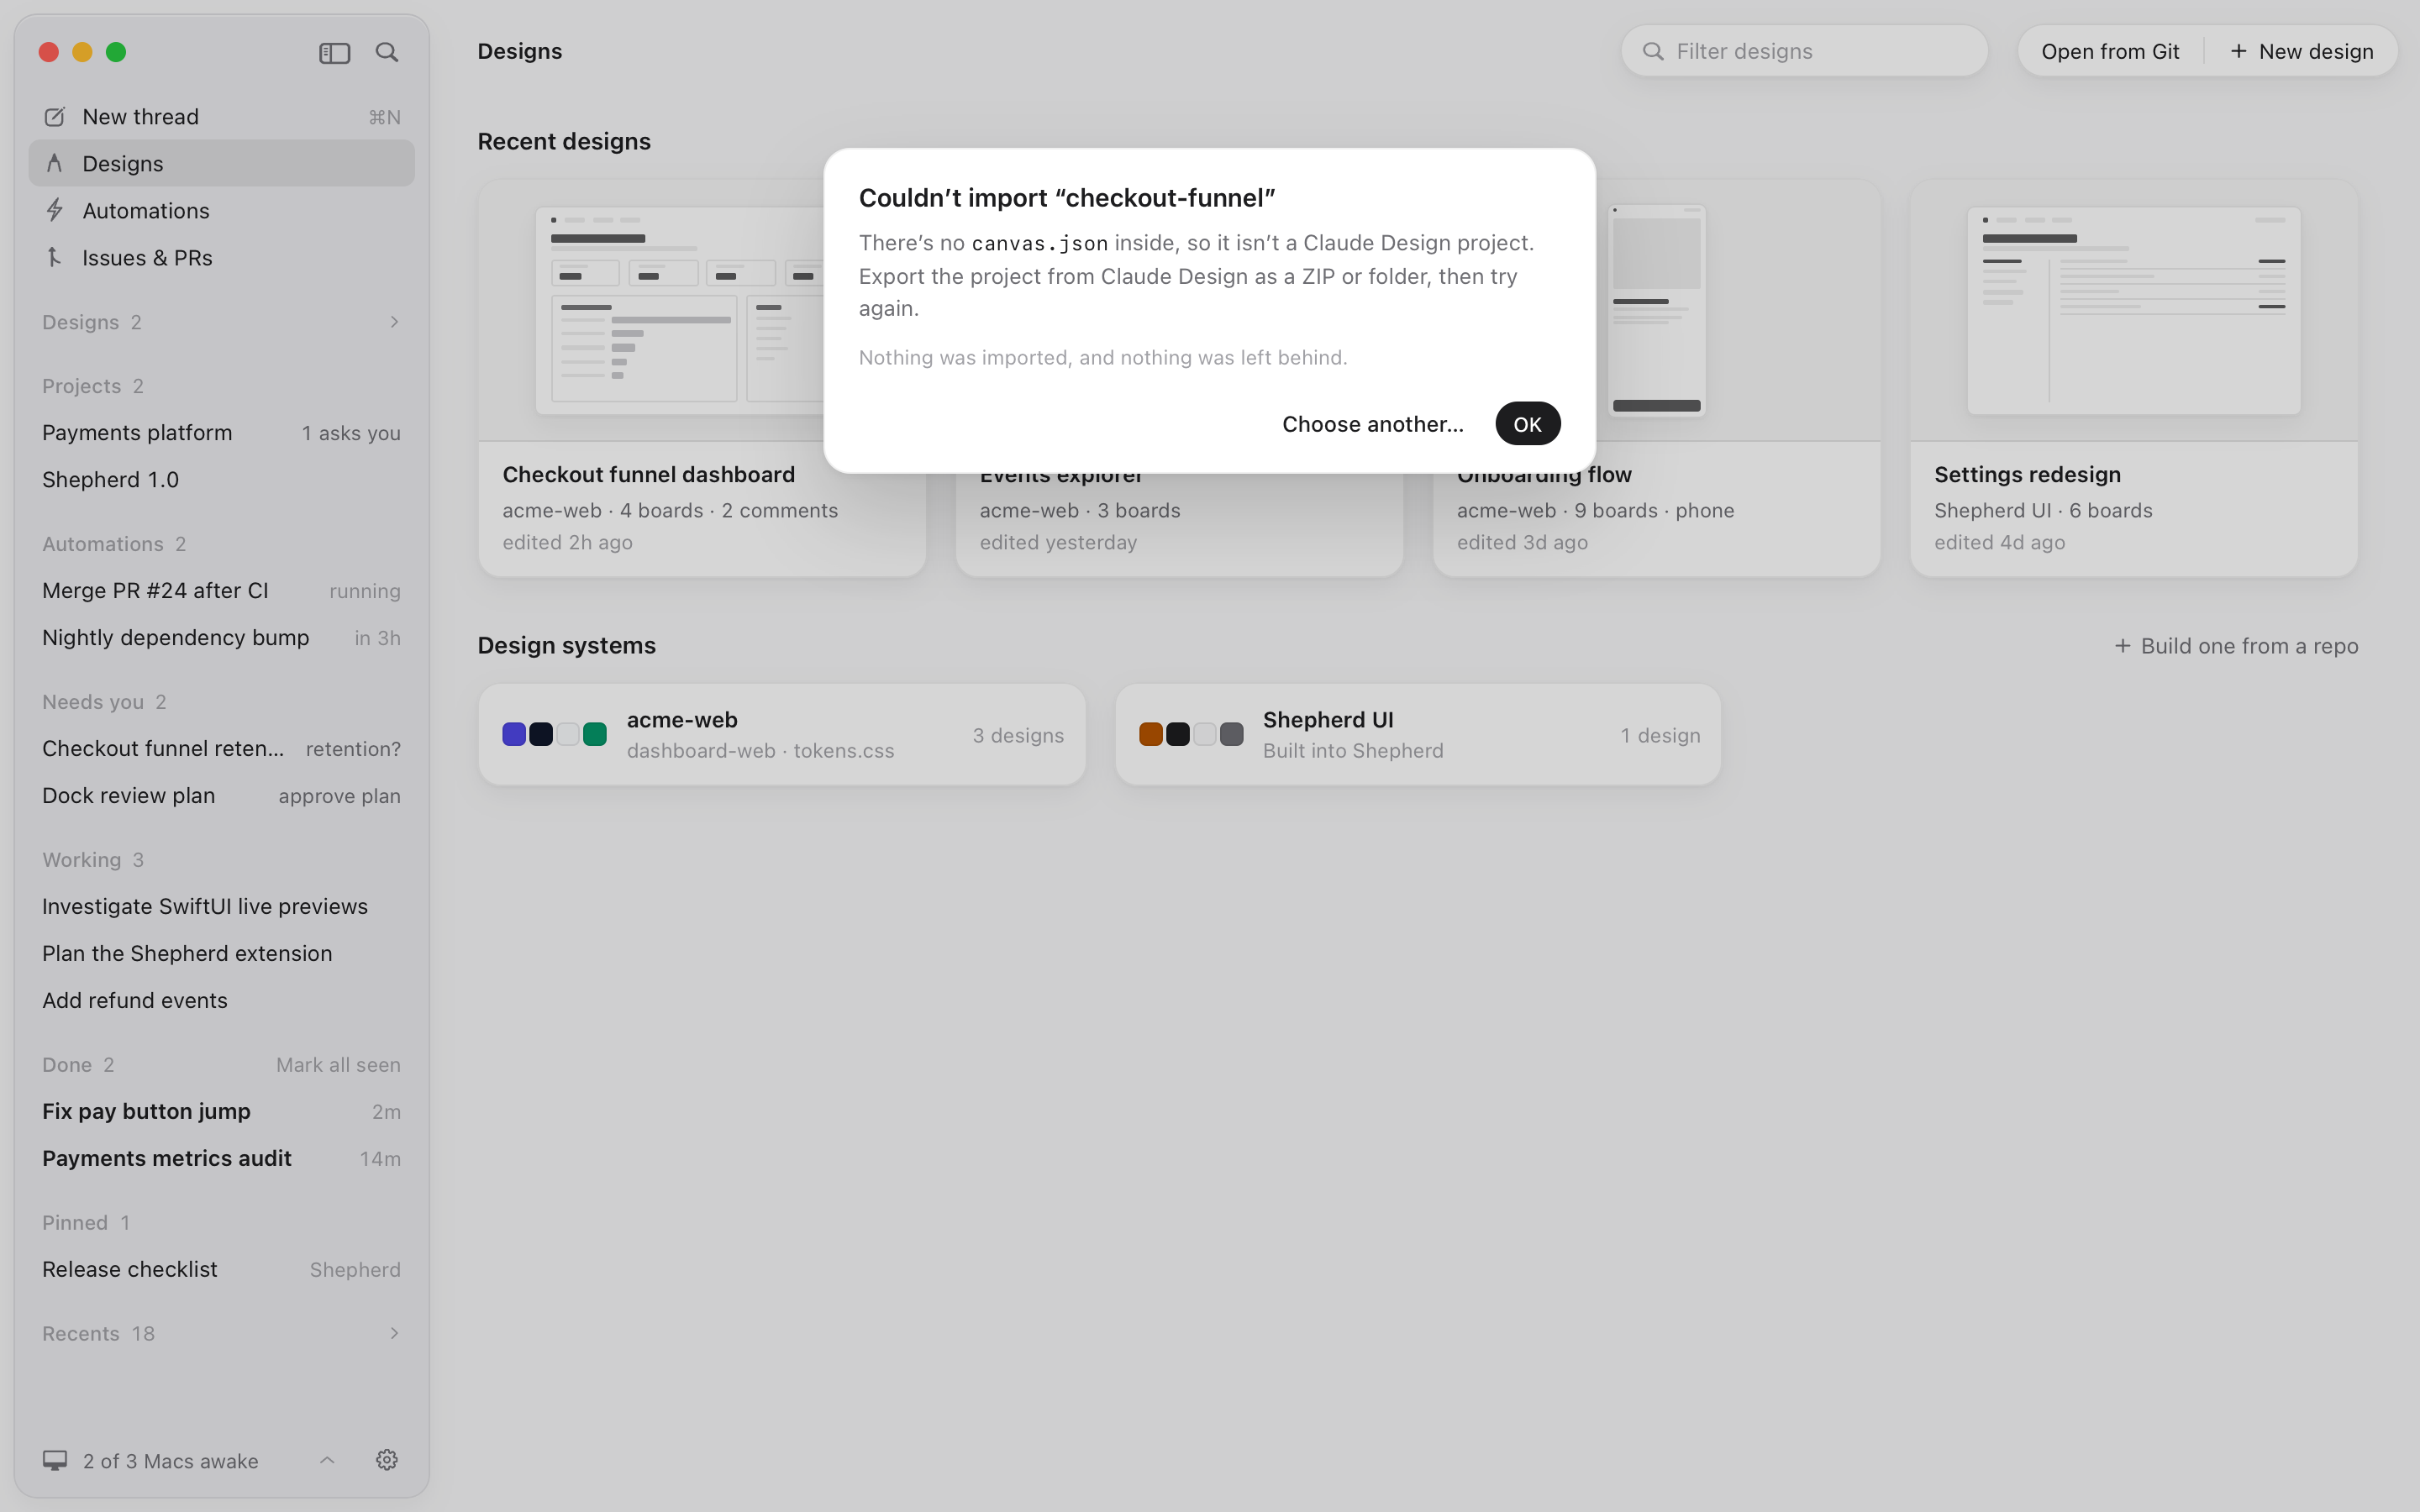 New thread ⌘N
Designs
Automations
Issues & PRs
Designs 2
Projects 2
Payments platform 1 asks you
Shepherd 1.0
Automations 2
Merge PR #24 after CI running
Nightly dependency bump in 3h
Needs you 2
Checkout funnel reten… retention?
Dock review plan approve plan
Working 3
Investigate SwiftUI live previews
Plan the Shepherd extension
Add refund events
Done 2 Mark all seen
Fix pay button jump 2m
Payments metrics audit 14m
Pinned 1
Release checklist Shepherd
Recents 18
2 of 3 Macs awake
Designs
Filter designs
Open from Git
+ New design
Recent designs
Couldn’t import “checkout-funnel”
There’s no canvas.json inside, so it isn’t a Claude Design project.
Export the project from Claude Design as a ZIP or folder, then try
again.
Nothing was imported, and nothing was left behind.
Choose another…
OK
Checkout funnel dashboard
acme-web · 4 boards · 2 comments
edited 2h ago
Events explorer
acme-web · 3 boards
edited yesterday
Onboarding flow
acme-web · 9 boards · phone
edited 3d ago
Settings redesign
Shepherd UI · 6 boards
edited 4d ago
Design systems
+ Build one from a repo
acme-web
dashboard-web · tokens.css
3 designs
Shepherd UI
Built into Shepherd
1 design